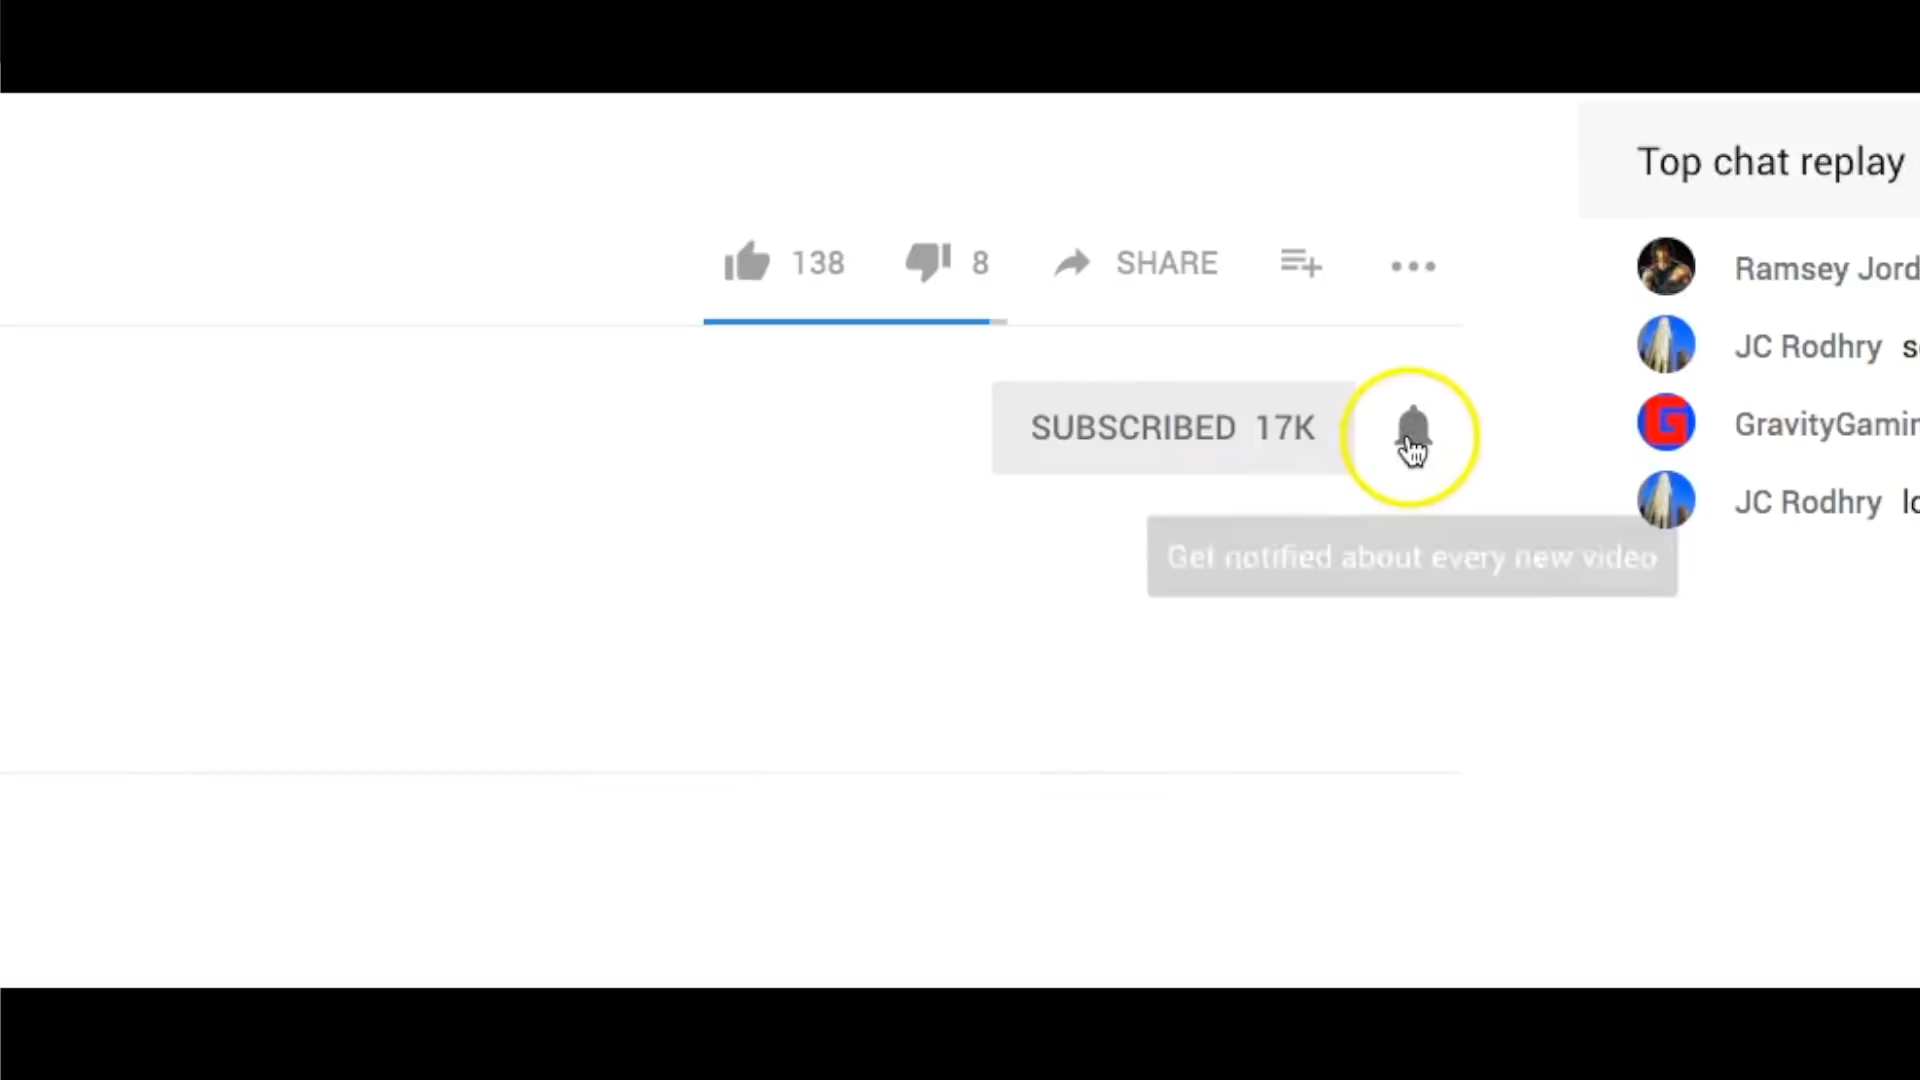 Top chat replay
138 8 SHARE
Ramsey Jord
JC Rodhry
SUBSCRIBED 17K
GravityGamin
JC Rodhry
Get notified about every new video